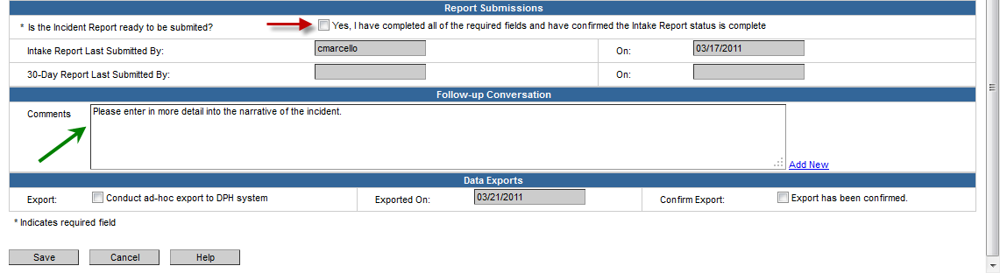 Report Submissions
* Is the Incident Report ready to be submited? Yes, I have completed all of the required fields and have confirmed the Intake Report status is complete
Intake Report Last Submitted By: cmarcello On: 03/17/2011
30-Day Report Last Submitted By: On:
Follow-up Conversation
Comments Please enter in more detail into the narrative of the incident.
Add New
Data Exports
Export: Conduct ad-hoc export to DPH system Exported On: 03/21/2011 Confirm Export: Export has been confirmed.
* Indicates required field
Save Cancel Help